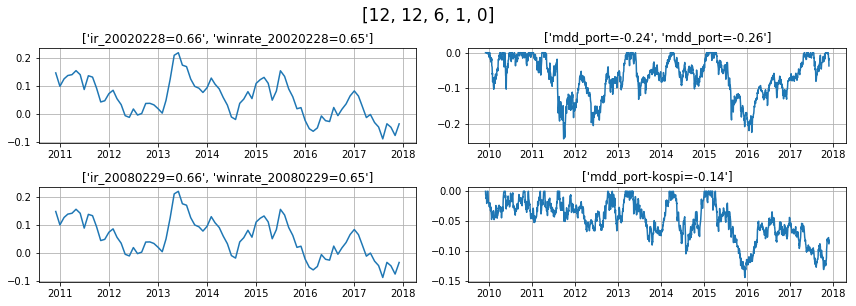 [12, 12, 6, 1, 0]
['ir_20020228=0.66', 'winrate_20020228=0.65']
0.2
0.1
0.0
−0.1
2011 2012 2013 2014 2015 2016 2017 2018
['mdd_port=-0.24', 'mdd_port=-0.26']
0.0
−0.1
−0.2
2010 2011 2012 2013 2014 2015 2016 2017 2018
['ir_20080229=0.66', 'winrate_20080229=0.65']
0.2
0.1
0.0
−0.1
2011 2012 2013 2014 2015 2016 2017 2018
['mdd_port-kospi=-0.14']
0.00
−0.05
−0.10
−0.15
2010 2011 2012 2013 2014 2015 2016 2017 2018